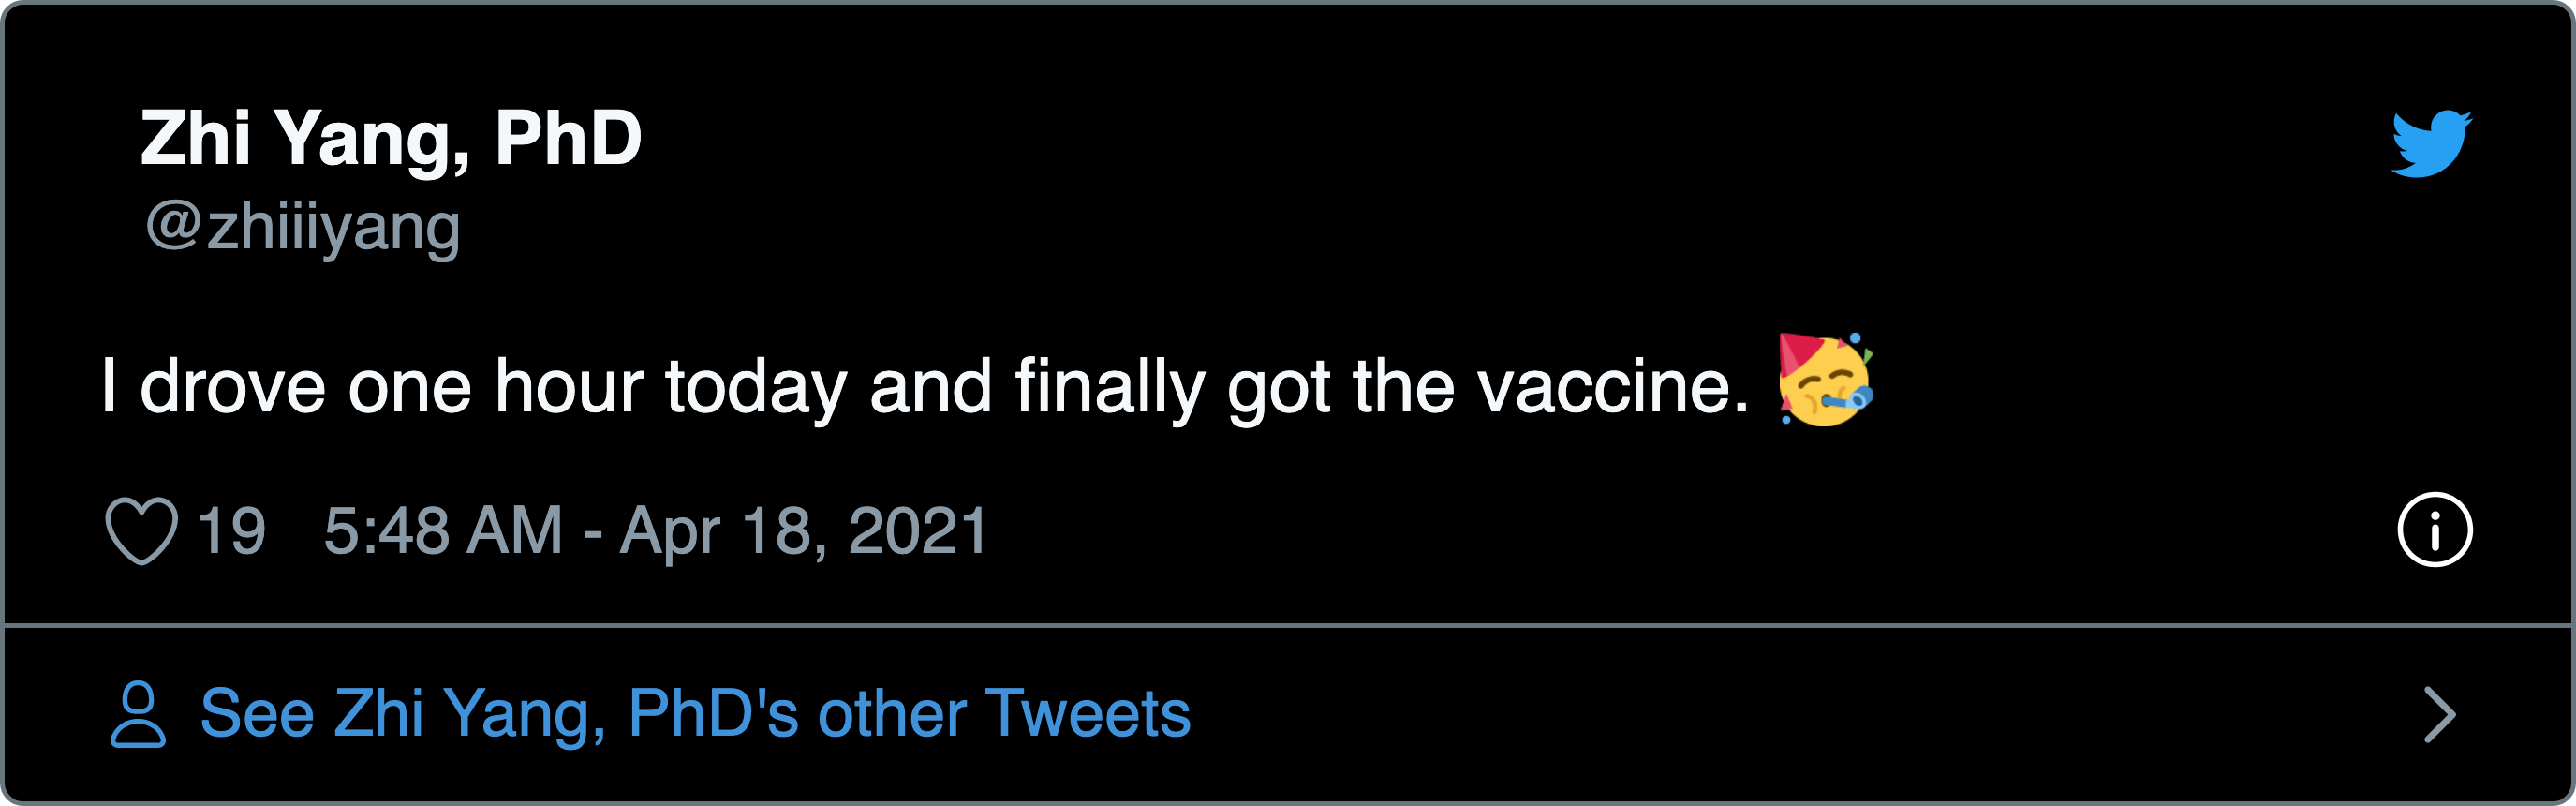 Zhi Yang, PhD
@zhiiiyang
I drove one hour today and finally got the vaccine. 🥳
19 5:48 AM - Apr 18, 2021
See Zhi Yang, PhD's other Tweets